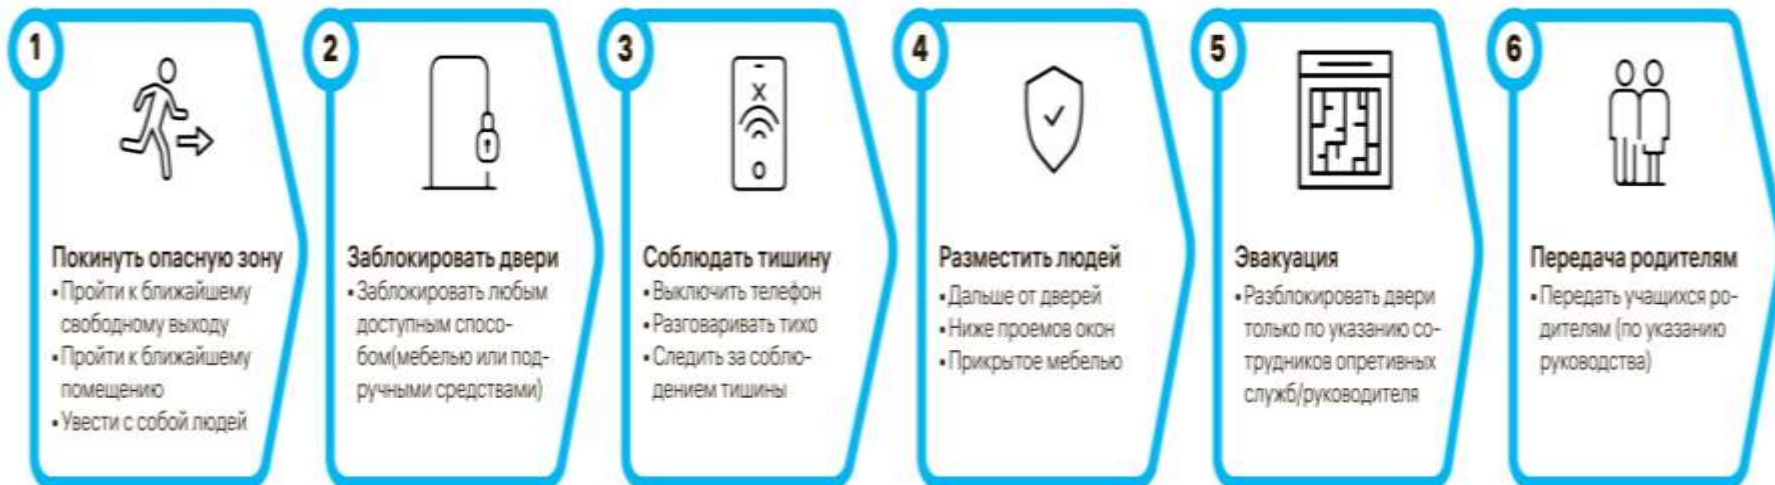 1
Покинуть опасную зону
▪ Пройти к ближайшему
свободному выходу
▪ Пройти к ближайшему
помещению
▪ Увести с собой людей
2
Заблокировать двери
▪ Заблокировать любым
доступным спосо-
бом(мебелью или под-
ручными средствами)
3
X
Соблюдать тишину
▪ Выключить телефон
▪ Разговаривать тихо
▪ Следить за соблю-
дением тишины
4
Разместить людей
▪ Дальше от дверей
▪ Ниже проемов окон
▪ Прикрытое мебелью
5
Эвакуация
▪ Разблокировать двери
только по указанию со-
трудников опретивных
служб/руководителя
6
Передача родителям
▪ Передать учащихся ро-
дителям (по указанию
руководства)